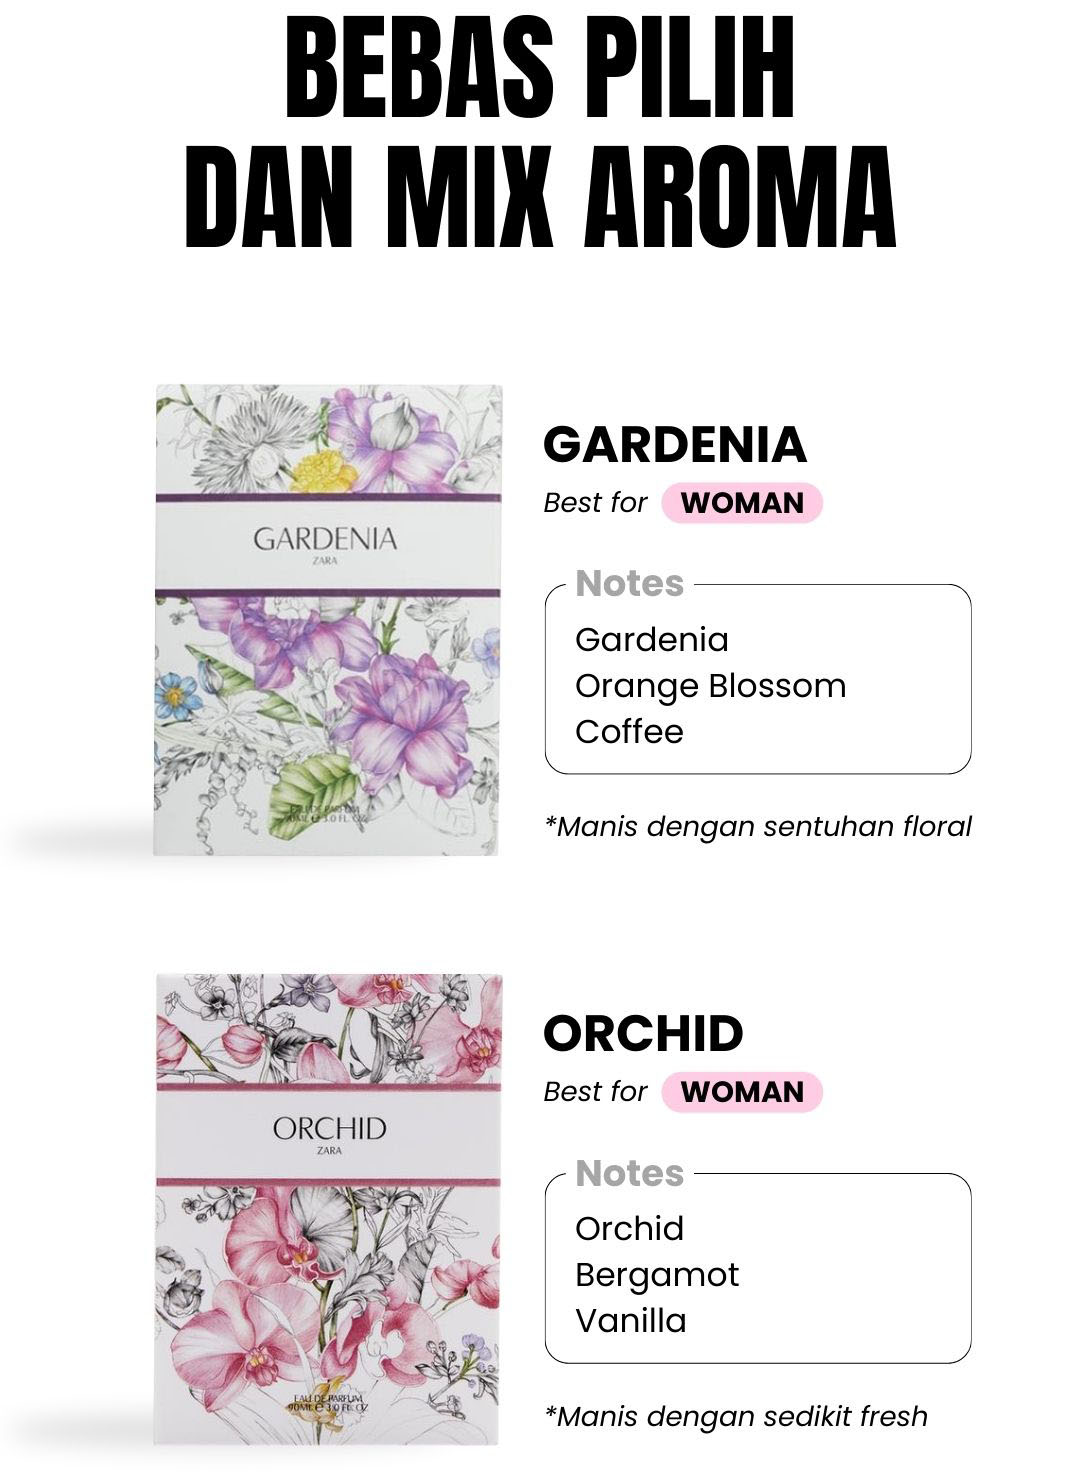 BEBAS PILIH
DAN MIX AROMA
GARDENIA
ZARA
EAU DE PARFUM
90ML e 3.0 FL. OZ
GARDENIA
Best for WOMAN
Notes
Gardenia
Orange Blossom
Coffee
*Manis dengan sentuhan floral
ORCHID
ZARA
EAU DE PARFUM
90ML e 3.0 FL. OZ
ORCHID
Best for WOMAN
Notes
Orchid
Bergamot
Vanilla
*Manis dengan sedikit fresh